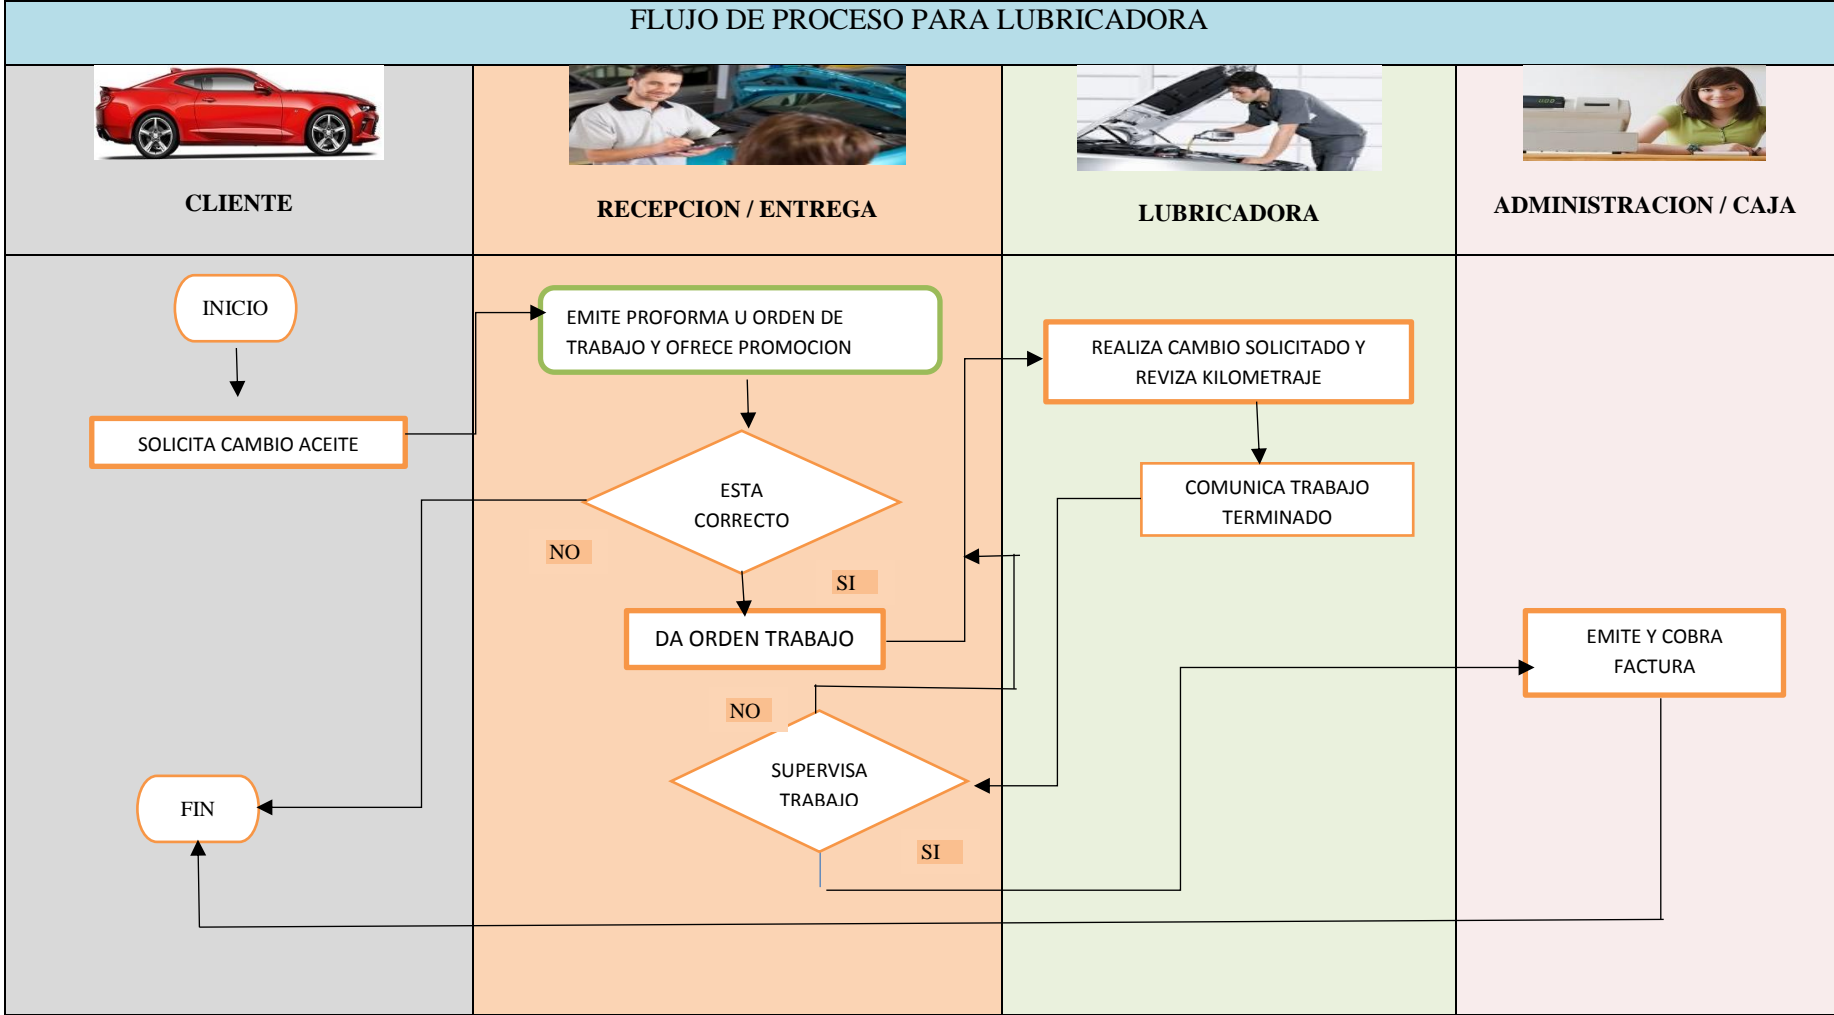 FLUJO DE PROCESO PARA LUBRICADORA
CLIENTE
RECEPCION / ENTREGA
LUBRICADORA
ADMINISTRACION / CAJA
INICIO
SOLICITA CAMBIO ACEITE
EMITE PROFORMA U ORDEN DE
TRABAJO Y OFRECE PROMOCION
ESTA
CORRECTO
NO
SI
DA ORDEN TRABAJO
REALIZA CAMBIO SOLICITADO Y
REVIZA KILOMETRAJE
COMUNICA TRABAJO
TERMINADO
NO
SUPERVISA
TRABAJO
SI
EMITE Y COBRA
FACTURA
FIN